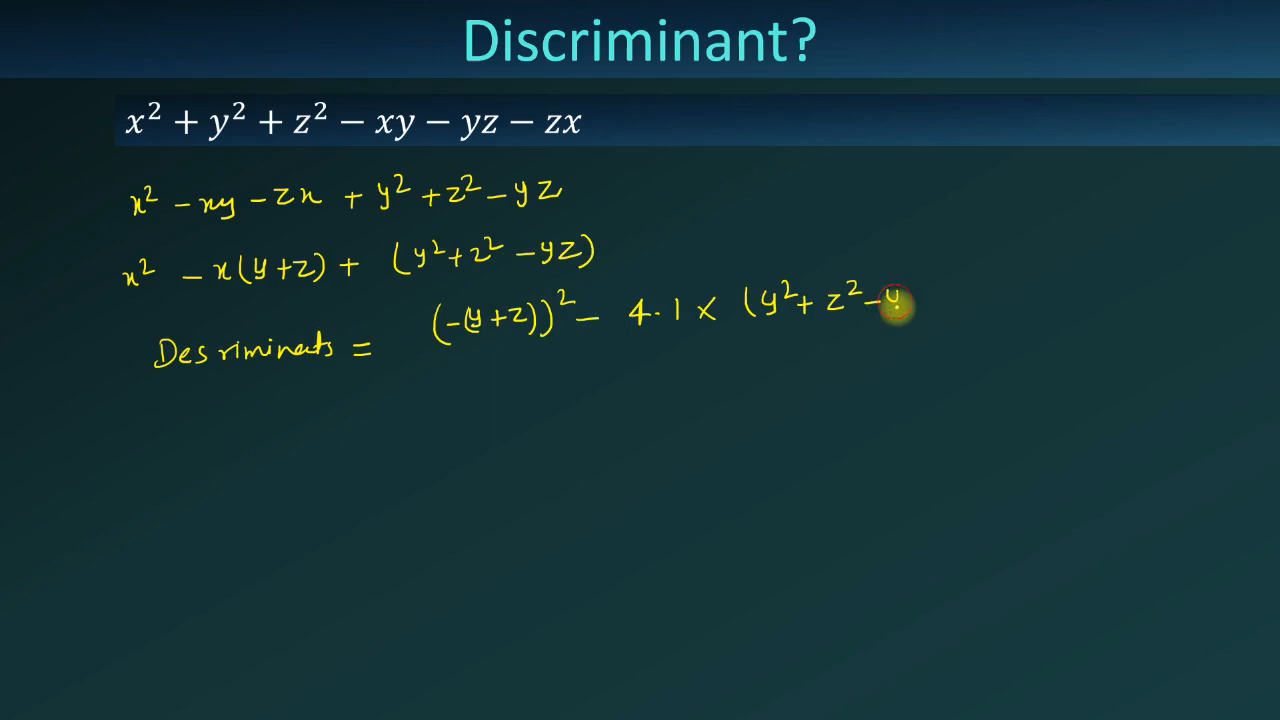 Discriminant?
x² + y² + z² − xy − yz − zx
x² − xy − zx + y² + z² − yz
x² − x(y+z) + (y² + z² − yz)
Desriminats = (−(y+z))² − 4·1 × (y² + z² − y